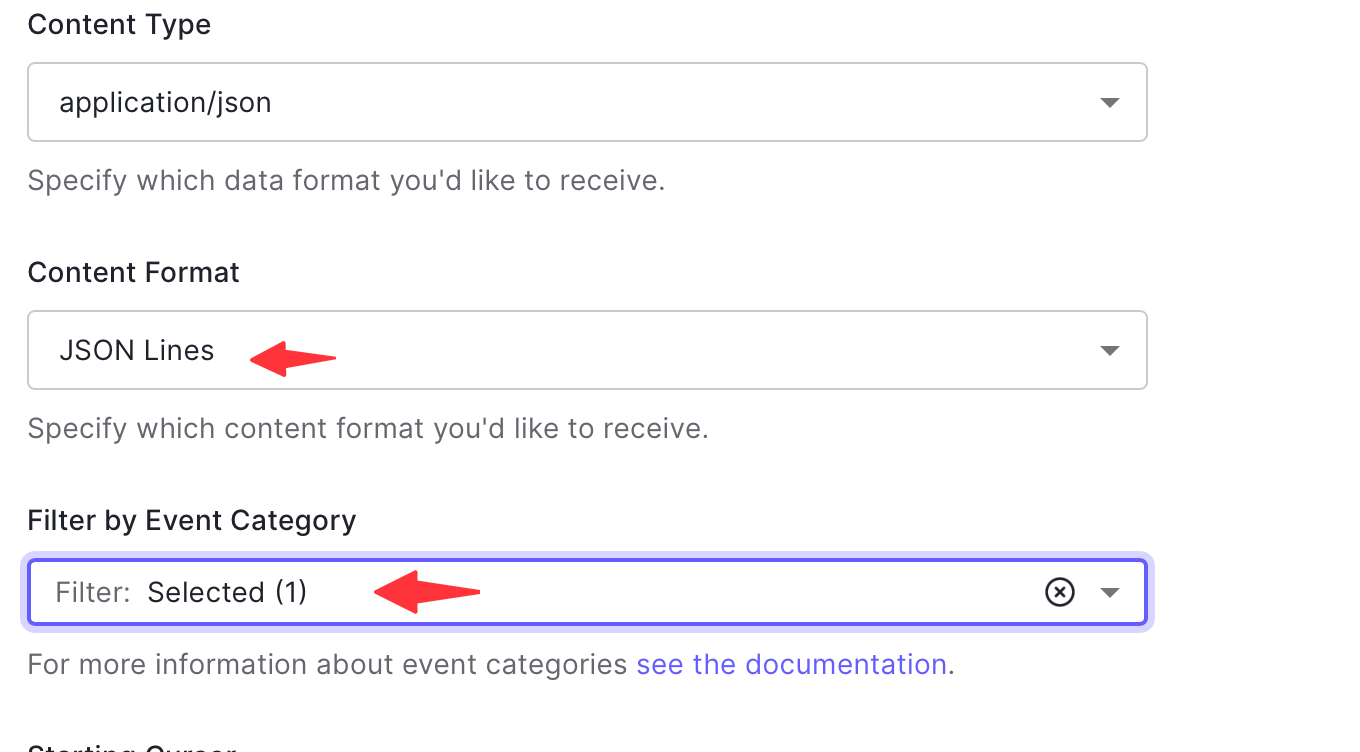 Content Type
application/json
Specify which data format you'd like to receive.
Content Format
JSON Lines
Specify which content format you'd like to receive.
Filter by Event Category
Filter: Selected (1)
For more information about event categories see the documentation.
Starting Cursor